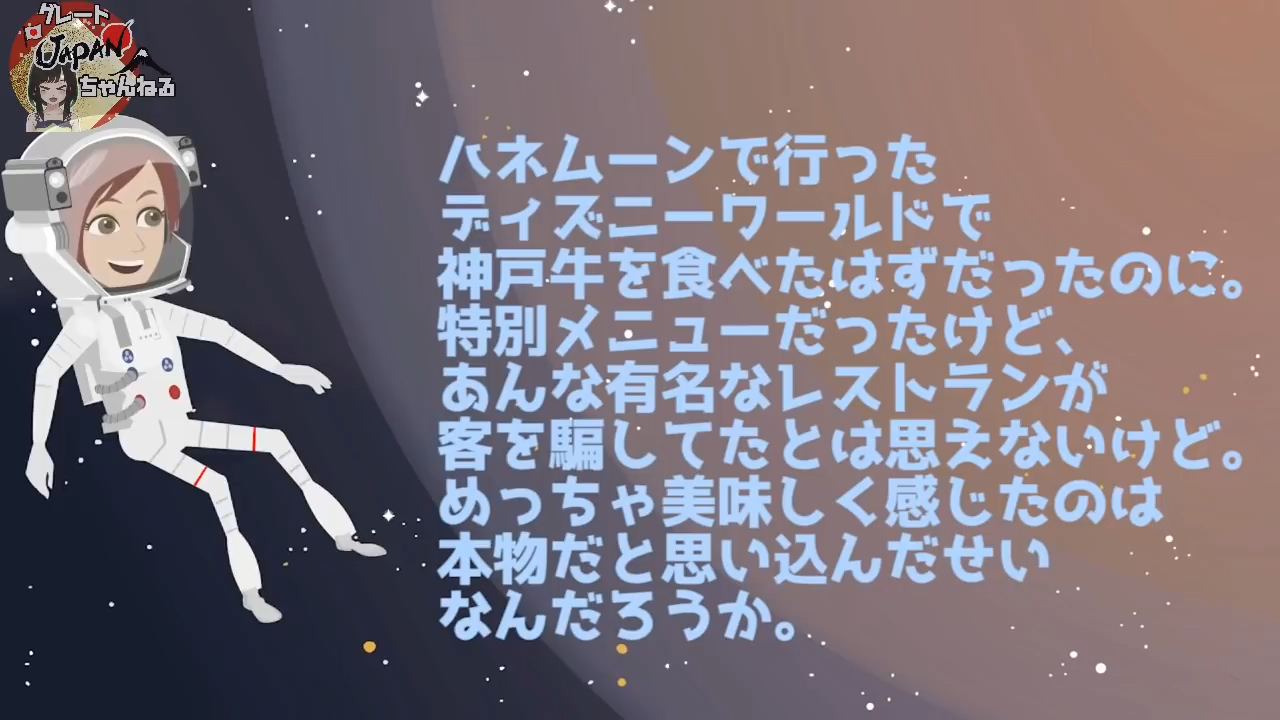 グレート
JAPAN
ちゃんねる
ハネムーンで行った
ディズニーワールドで
神戸牛を食べたはずだったのに。
特別メニューだったけど、
あんな有名なレストランが
客を騙してたとは思えないけど。
めっちゃ美味しく感じたのは
本物だと思い込んだせい
なんだろうか。